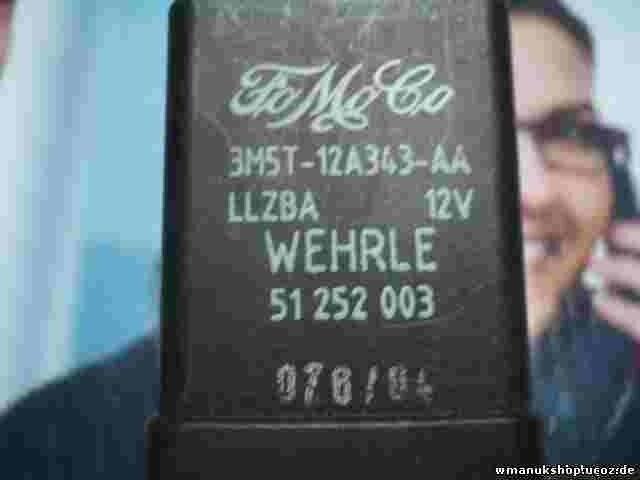 FoMoCo
3M5T-12A343-AA
LLZBA 12V
WEHRLE
51 252 003
wmanukshop.ucoz.de